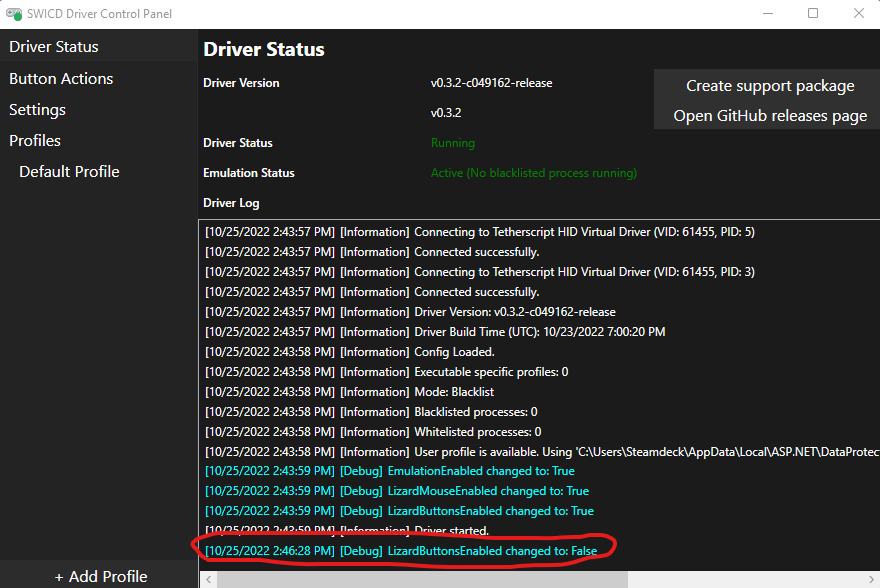 SWICD Driver Control Panel
Driver Status
Button Actions
Settings
Profiles
Default Profile
+ Add Profile
Driver Status
Driver Version
v0.3.2-c049162-release
v0.3.2
Create support package
Open GitHub releases page
Driver Status
Running
Emulation Status
Active (No blacklisted process running)
Driver Log
[10/25/2022 2:43:57 PM] [Information] Connecting to Tetherscript HID Virtual Driver (VID: 61455, PID: 5)
[10/25/2022 2:43:57 PM] [Information] Connected successfully.
[10/25/2022 2:43:57 PM] [Information] Connecting to Tetherscript HID Virtual Driver (VID: 61455, PID: 3)
[10/25/2022 2:43:57 PM] [Information] Connected successfully.
[10/25/2022 2:43:57 PM] [Information] Driver Version: v0.3.2-c049162-release
[10/25/2022 2:43:57 PM] [Information] Driver Build Time (UTC): 10/23/2022 7:00:20 PM
[10/25/2022 2:43:58 PM] [Information] Config Loaded.
[10/25/2022 2:43:58 PM] [Information] Executable specific profiles: 0
[10/25/2022 2:43:58 PM] [Information] Mode: Blacklist
[10/25/2022 2:43:58 PM] [Information] Blacklisted processes: 0
[10/25/2022 2:43:58 PM] [Information] Whitelisted processes: 0
[10/25/2022 2:43:58 PM] [Information] User profile is available. Using 'C:\Users\Steamdeck\AppData\Local\ASP.NET\DataProtec
[10/25/2022 2:43:59 PM] [Debug] EmulationEnabled changed to: True
[10/25/2022 2:43:59 PM] [Debug] LizardMouseEnabled changed to: True
[10/25/2022 2:43:59 PM] [Debug] LizardButtonsEnabled changed to: True
[10/25/2022 2:43:59 PM] [Information] Driver started.
[10/25/2022 2:46:28 PM] [Debug] LizardButtonsEnabled changed to: False